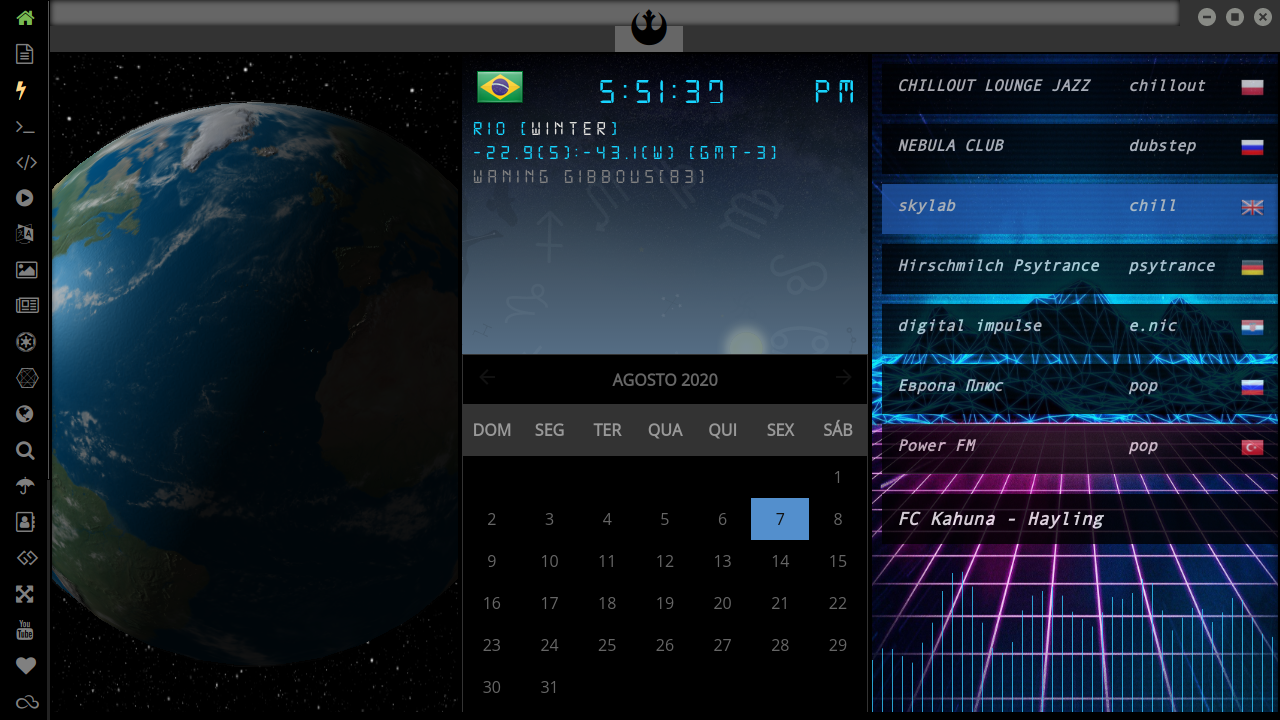 5:51:37 PM
RIO [WINTER]
-22.9(S):-43.1(W) [GMT-3]
WANING GIBBOUS[83]
AGOSTO 2020
DOM SEG TER QUA QUI SEX SÁB
1
2 3 4 5 6 7 8
9 10 11 12 13 14 15
16 17 18 19 20 21 22
23 24 25 26 27 28 29
30 31
CHILLOUT LOUNGE JAZZ chillout
NEBULA CLUB dubstep
skylab chill
Hirschmilch Psytrance psytrance
digital impulse e.nic
Европа Плюс pop
Power FM pop
FC Kahuna - Hayling
You
Tube